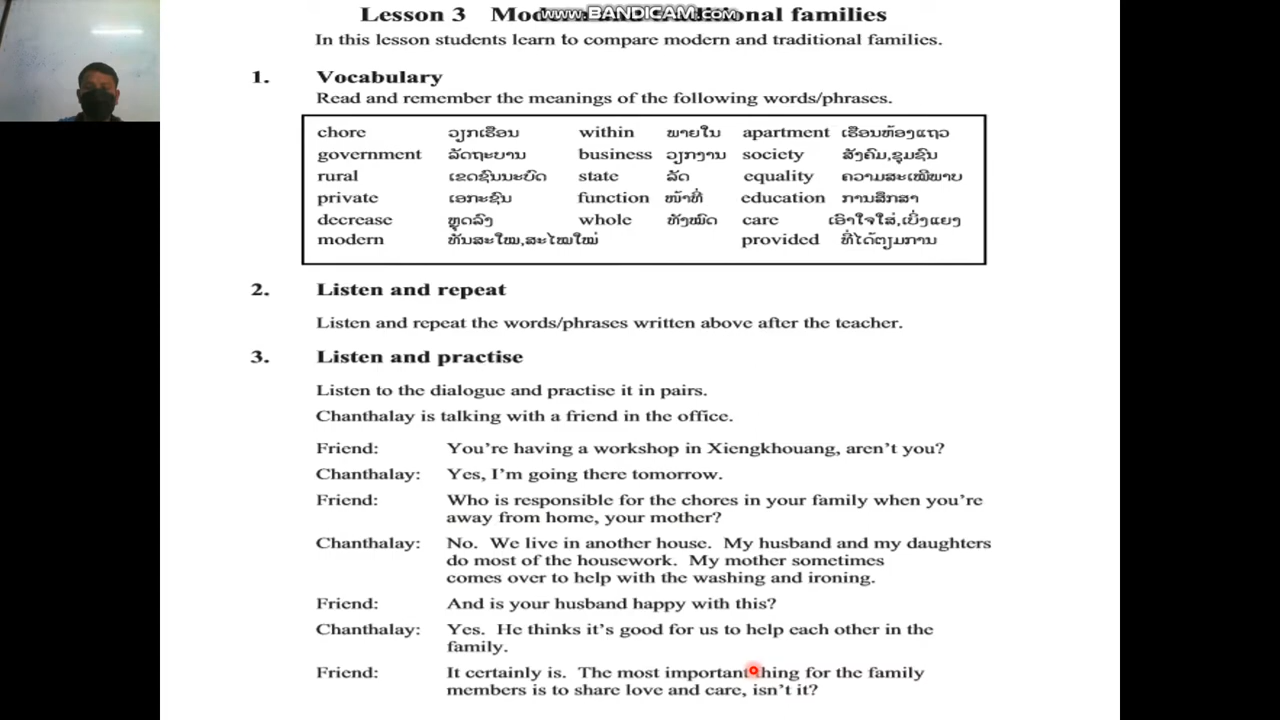 Lesson 3 Modern and traditional families
www.BANDICAM.com
In this lesson students learn to compare modern and traditional families.
1. Vocabulary
Read and remember the meanings of the following words/phrases.
chore ວຽກເຮືອນ within ພາຍໃນ apartment ເຮືອນຫ້ອງແຖວ
government ລັດຖະບານ business ວຽກງານ society ສັງຄົມ,ຊຸມຊົນ
rural ເຂດຊົນນະບົດ state ລັດ equality ຄວາມສະເໝີພາບ
private ເອກະຊົນ function ໜ້າທີ່ education ການສຶກສາ
decrease ຫຼຸດລົງ whole ທັງໝົດ care ເອົາໃຈໃສ່,ເບິ່ງແຍງ
modern ທັນສະໃໝ,ສະໄໝໃໝ່ provided ທີ່ໄດ້ຕຽມການ
2. Listen and repeat
Listen and repeat the words/phrases written above after the teacher.
3. Listen and practise
Listen to the dialogue and practise it in pairs.
Chanthalay is talking with a friend in the office.
Friend: You're having a workshop in Xiengkhouang, aren't you?
Chanthalay: Yes, I'm going there tomorrow.
Friend: Who is responsible for the chores in your family when you're
away from home, your mother?
Chanthalay: No. We live in another house. My husband and my daughters
do most of the housework. My mother sometimes
comes over to help with the washing and ironing.
Friend: And is your husband happy with this?
Chanthalay: Yes. He thinks it's good for us to help each other in the
family.
Friend: It certainly is. The most important thing for the family
members is to share love and care, isn't it?